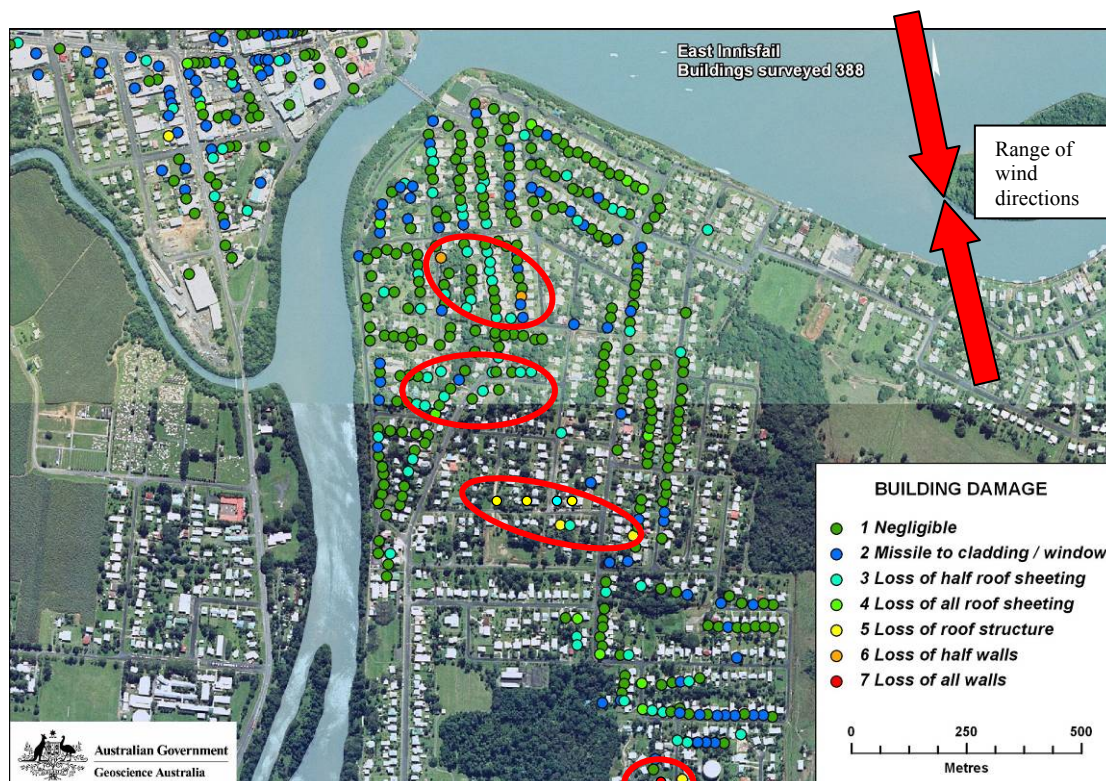 East Innisfail
Buildings surveyed 388
Range of
wind
directions
BUILDING DAMAGE
1 Negligible
2 Missile to cladding / window
3 Loss of half roof sheeting
4 Loss of all roof sheeting
5 Loss of roof structure
6 Loss of half walls
7 Loss of all walls
0 250 500
Metres
Australian Government
Geoscience Australia